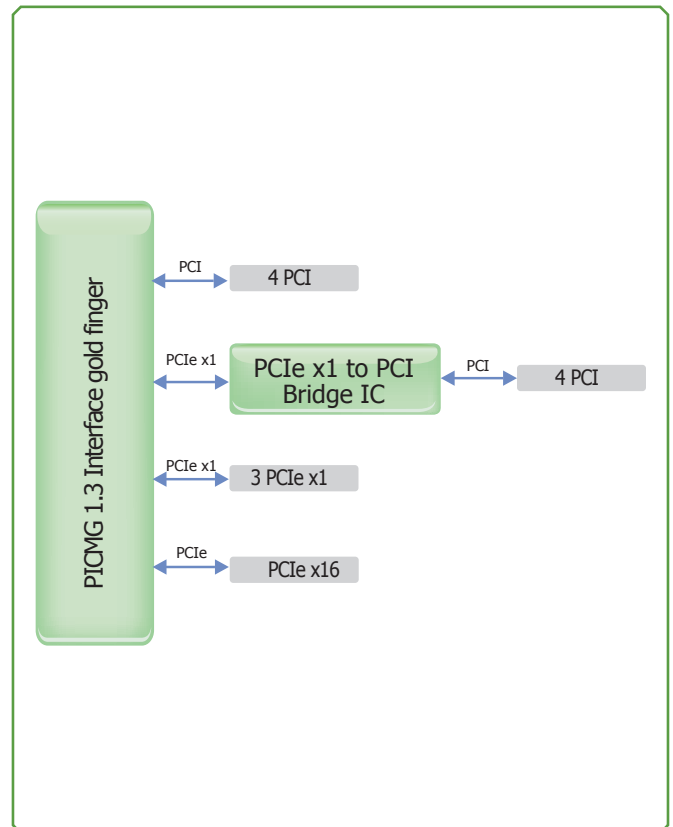 PICMG 1.3 Interface gold finger
PCI
4 PCI
PCIe x1
PCIe x1 to PCI
Bridge IC
PCI
4 PCI
PCIe x1
3 PCIe x1
PCIe
PCIe x16